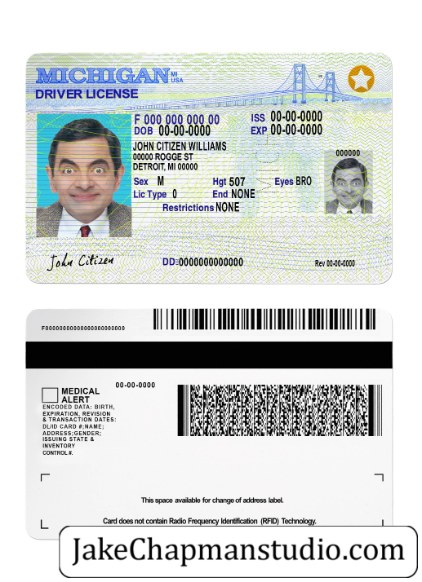 MICHIGAN MI USA
DRIVER LICENSE
F 000 000 000 00
DOB 00-00-0000
ISS 00-00-0000
EXP 00-00-0000
JOHN CITIZEN WILLIAMS
00000 ROGGE ST
DETROIT, MI 00000
000000
Sex M Hgt 507 Eyes BRO
Lic Type 0 End NONE
Restrictions NONE
John Citizen
DD:0000000000000
Rev 00-00-0000
MEDICAL
ALERT
00-00-0000
ENCODED DATA: BIRTH,
EXPIRATION, REVISION
& TRANSACTION DATES:
DL/ID CARD #:NAME;
ADDRESS;GENDER;
ISSUING STATE &
INVENTORY
CONTROL #.
This space available for change of address label.
Card does not contain Radio Frequency Identification (RFID) Technology.
JakeChapmanstudio.com